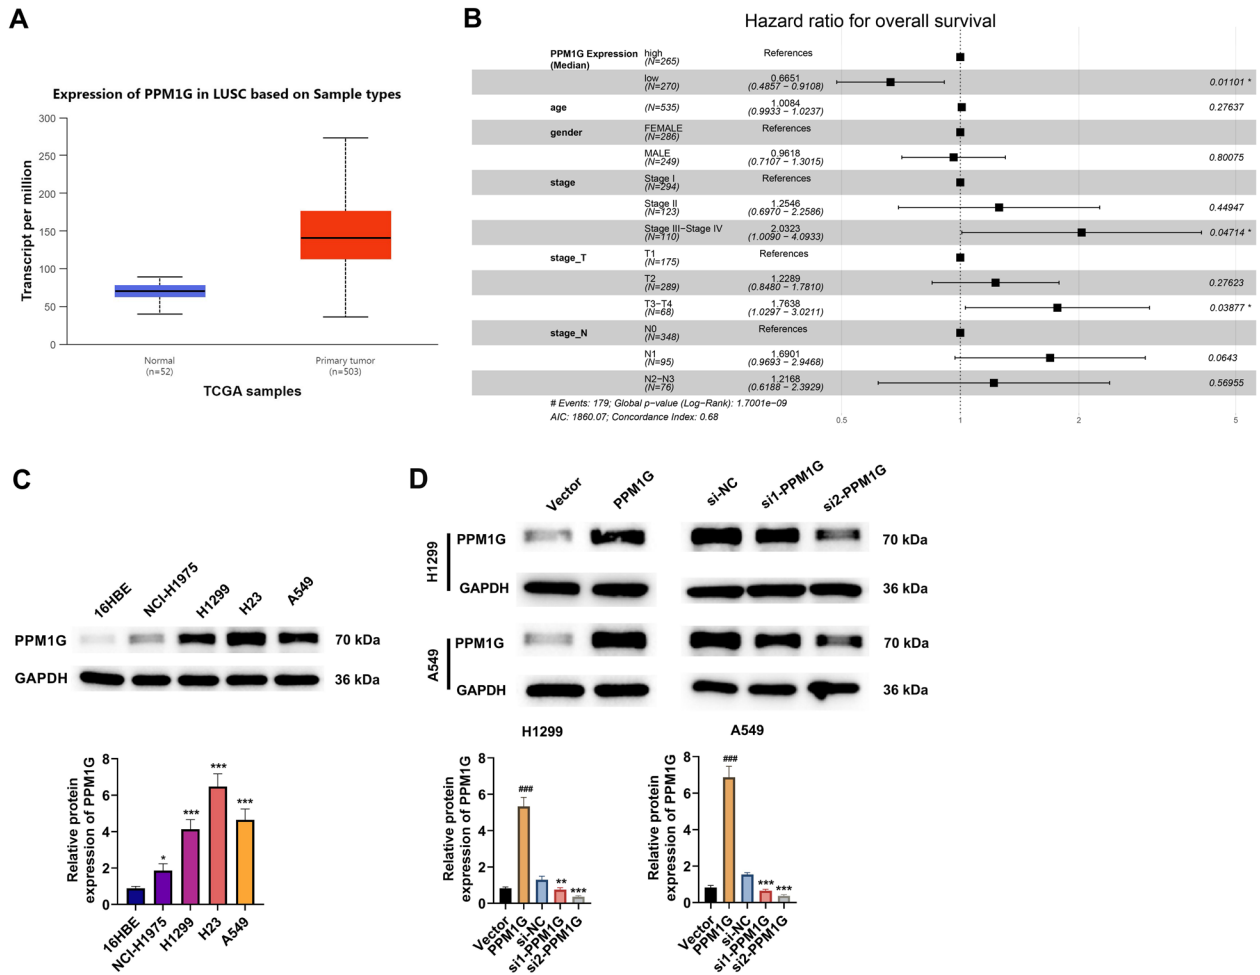 A
Expression of PPM1G in LUSC based on Sample types
Transcript per million
300
250
200
150
100
50
0
Normal
(n=52)
Primary tumor
(n=503)
TCGA samples
B
Hazard ratio for overall survival
PPM1G Expression
(Median)
high
(N=265)
References
low
(N=270)
0.6651
(0.4857 − 0.9108)
0.01101 *
age
(N=535)
1.0084
(0.9933 − 1.0237)
0.27637
gender
FEMALE
(N=286)
References
MALE
(N=249)
0.9618
(0.7107 − 1.3015)
0.80075
stage
Stage I
(N=294)
References
Stage II
(N=123)
1.2546
(0.6970 − 2.2586)
0.44947
Stage III−Stage IV
(N=110)
2.0323
(1.0090 − 4.0933)
0.04714 *
stage_T
T1
(N=175)
References
T2
(N=289)
1.2289
(0.8480 − 1.7810)
0.27623
T3−T4
(N=68)
1.7638
(1.0297 − 3.0211)
0.03877 *
stage_N
N0
(N=348)
References
N1
(N=95)
1.6901
(0.9693 − 2.9468)
0.0643
N2−N3
(N=76)
1.2168
(0.6188 − 2.3929)
0.56955
# Events: 179; Global p−value (Log−Rank): 1.7001e−09
AIC: 1860.07; Concordance Index: 0.68
0.5 1 2 5
C
16HBE NCI-H1975 H1299 H23 A549
PPM1G 70 kDa
GAPDH 36 kDa
Relative protein
expression of PPM1G
8
6
4
2
0
* *** *** ***
16HBE NCI-H1975 H1299 H23 A549
D
Vector PPM1G si-NC si1-PPM1G si2-PPM1G
H1299
PPM1G 70 kDa
GAPDH 36 kDa
A549
PPM1G 70 kDa
GAPDH 36 kDa
H1299
Relative protein
expression of PPM1G
8
6
4
2
0
### ** ***
Vector PPM1G si-NC si1-PPM1G si2-PPM1G
A549
Relative protein
expression of PPM1G
8
6
4
2
0
### *** ***
Vector PPM1G si-NC si1-PPM1G si2-PPM1G